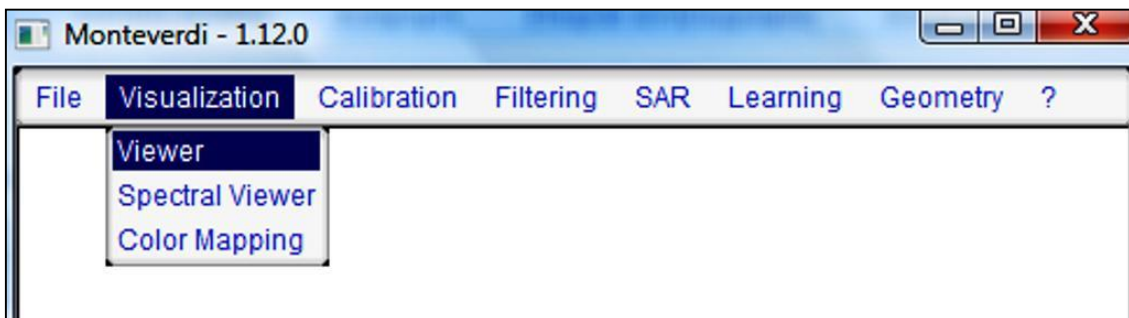 Monteverdi - 1.12.0
File Visualization Calibration Filtering SAR Learning Geometry ?
Viewer
Spectral Viewer
Color Mapping